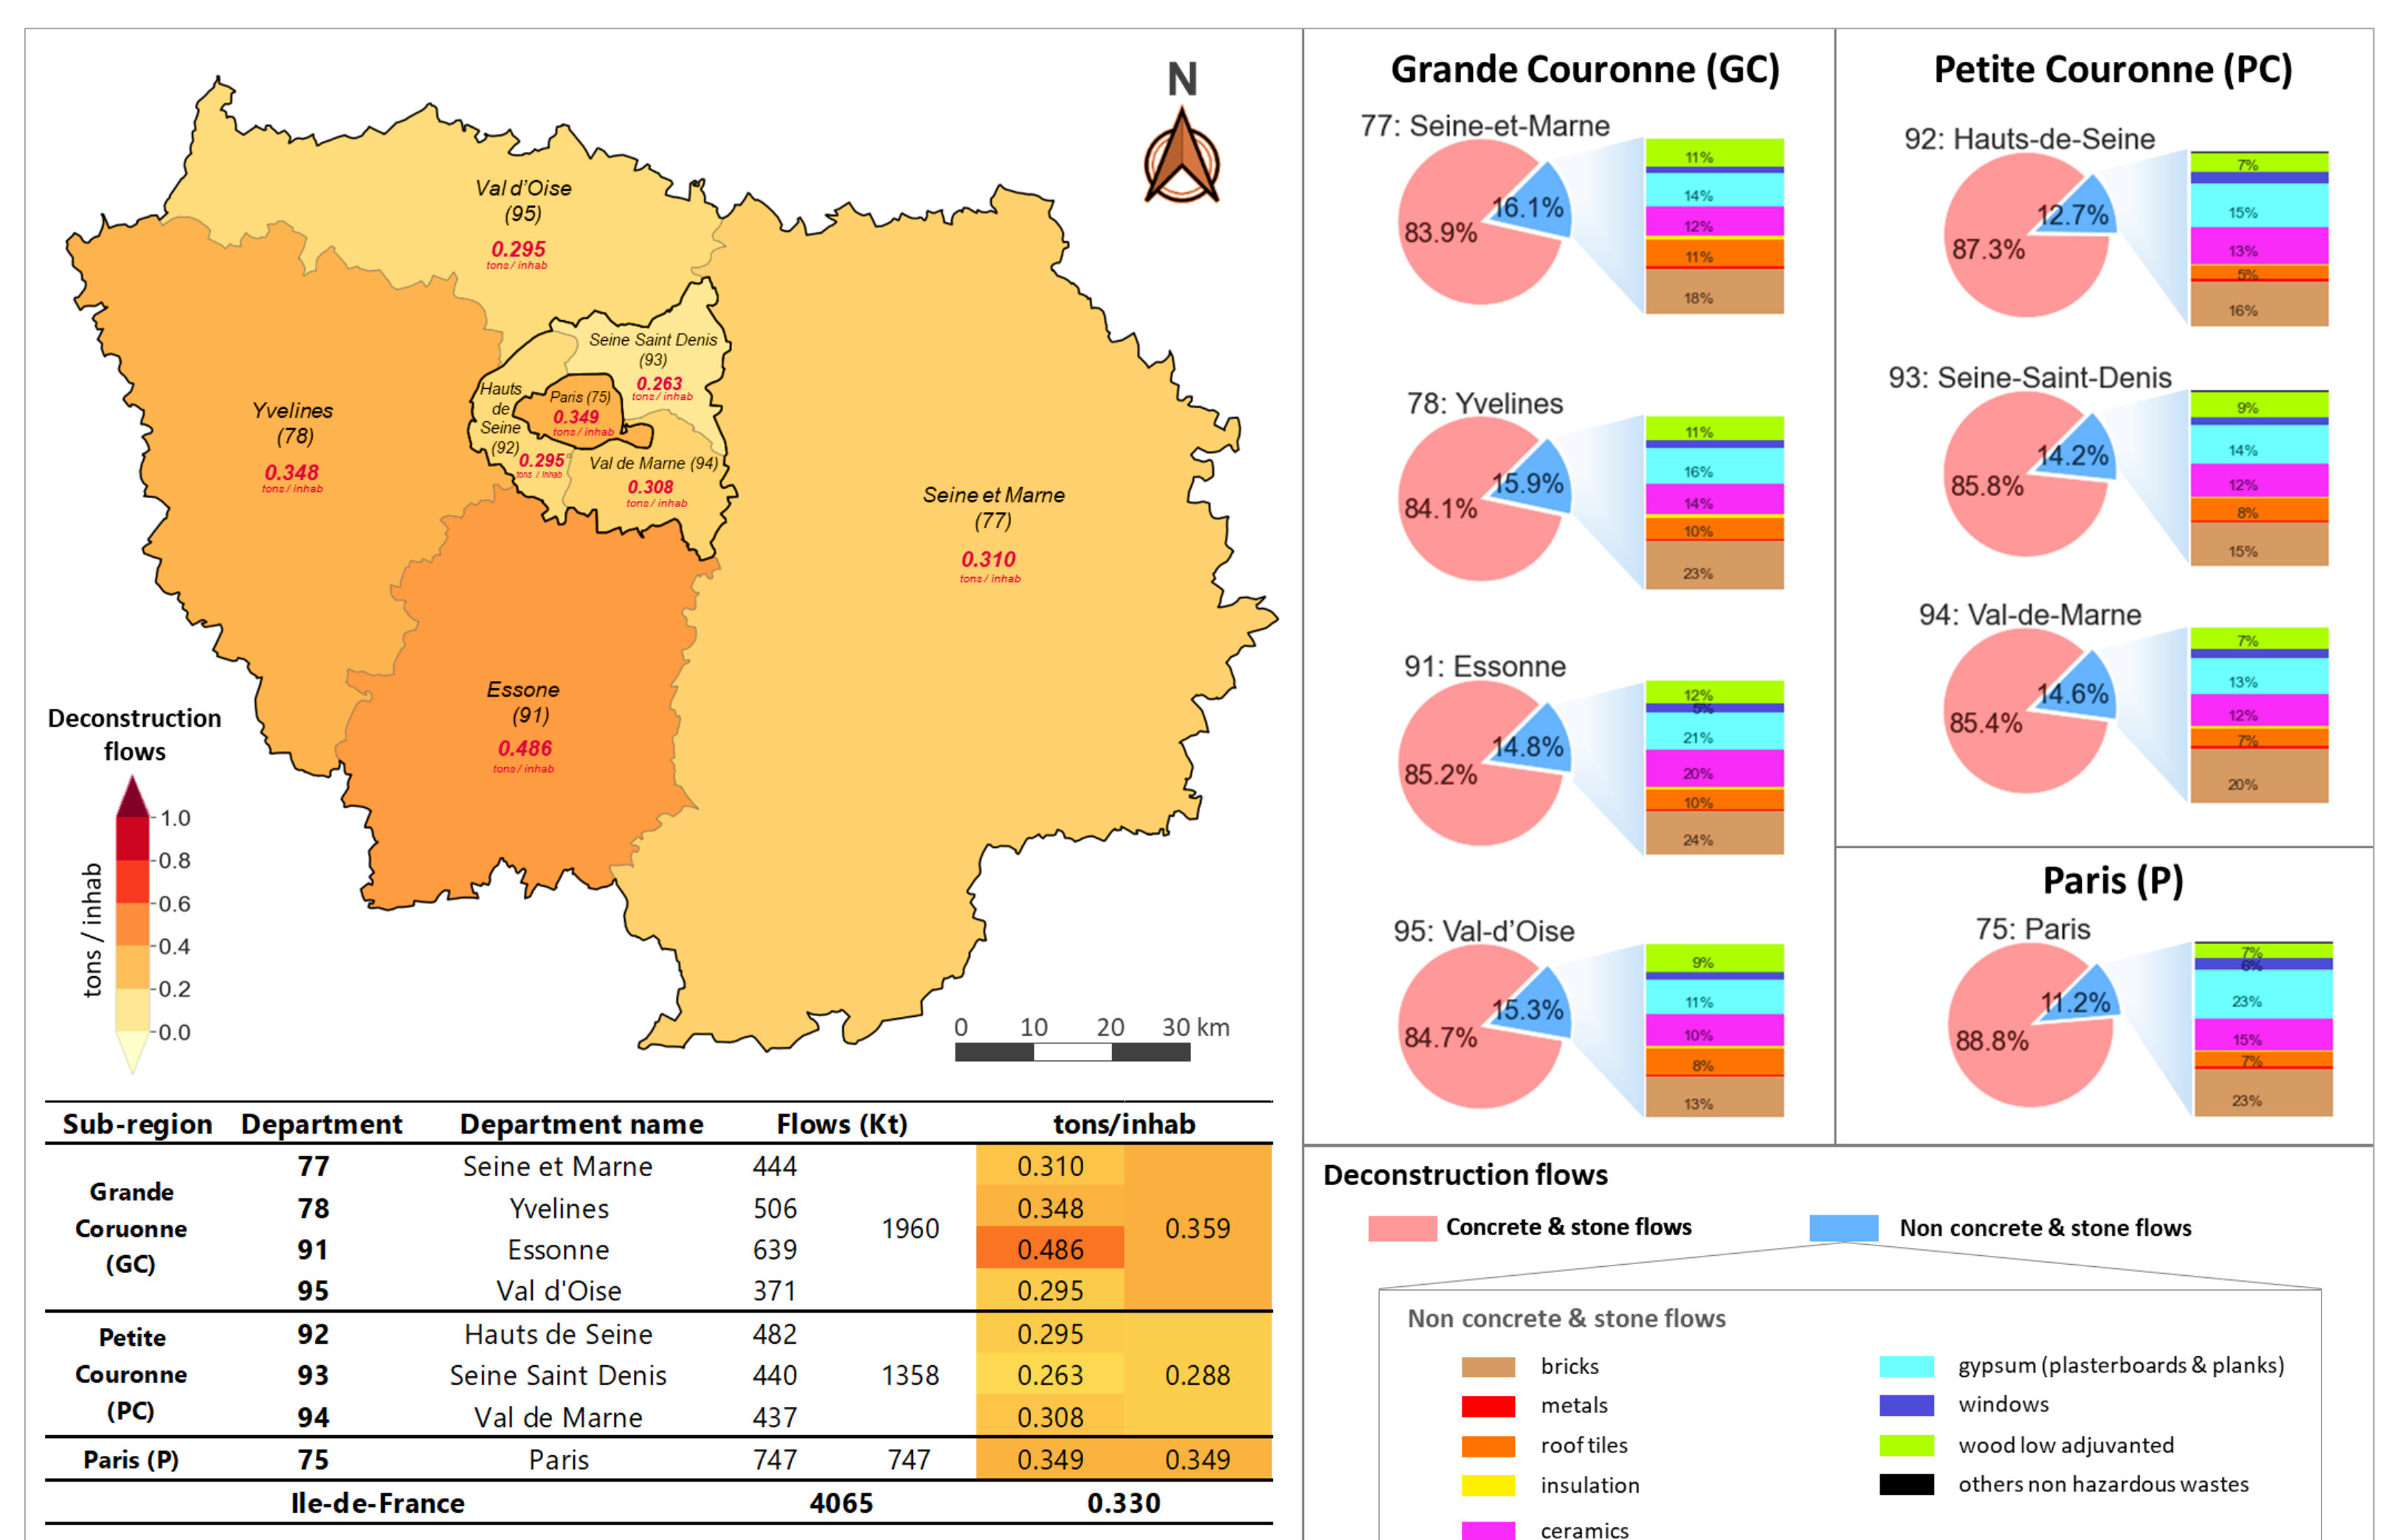 N
Val d'Oise
(95)
0.295
tons / inhab
Seine Saint Denis
(93)
0.263
tons / inhab
Hauts
de
Seine
(92)
0.295
tons / inhab
Paris (75)
0.349
tons / inhab
Val de Marne (94)
0.308
tons / inhab
Yvelines
(78)
0.348
tons / inhab
Seine et Marne
(77)
0.310
tons / inhab
Essone
(91)
0.486
tons / inhab
Deconstruction
flows
tons / inhab
1.0
0.8
0.6
0.4
0.2
0.0
0 10 20 30 km
Sub-region Department Department name Flows (Kt) tons/inhab
Grande
Coruonne
(GC)
77 Seine et Marne 444 0.310
78 Yvelines 506 0.348
1960 0.359
91 Essonne 639 0.486
95 Val d'Oise 371 0.295
Petite
Couronne
(PC)
92 Hauts de Seine 482 0.295
93 Seine Saint Denis 440 1358 0.263 0.288
94 Val de Marne 437 0.308
Paris (P) 75 Paris 747 747 0.349 0.349
Ile-de-France 4065 0.330
Grande Couronne (GC)
77: Seine-et-Marne
83.9%
16.1%
11%
14%
12%
11%
18%
78: Yvelines
84.1%
15.9%
11%
16%
14%
10%
23%
91: Essonne
85.2%
14.8%
12%
5%
21%
20%
10%
24%
95: Val-d'Oise
84.7%
15.3%
9%
11%
10%
8%
13%
Petite Couronne (PC)
92: Hauts-de-Seine
87.3%
12.7%
7%
15%
13%
5%
16%
93: Seine-Saint-Denis
85.8%
14.2%
9%
14%
12%
8%
15%
94: Val-de-Marne
85.4%
14.6%
7%
13%
12%
7%
20%
Paris (P)
75: Paris
88.8%
11.2%
7%
6%
23%
15%
7%
23%
Deconstruction flows
Concrete & stone flows
Non concrete & stone flows
Non concrete & stone flows
bricks
metals
roof tiles
insulation
ceramics
gypsum (plasterboards & planks)
windows
wood low adjuvanted
others non hazardous wastes